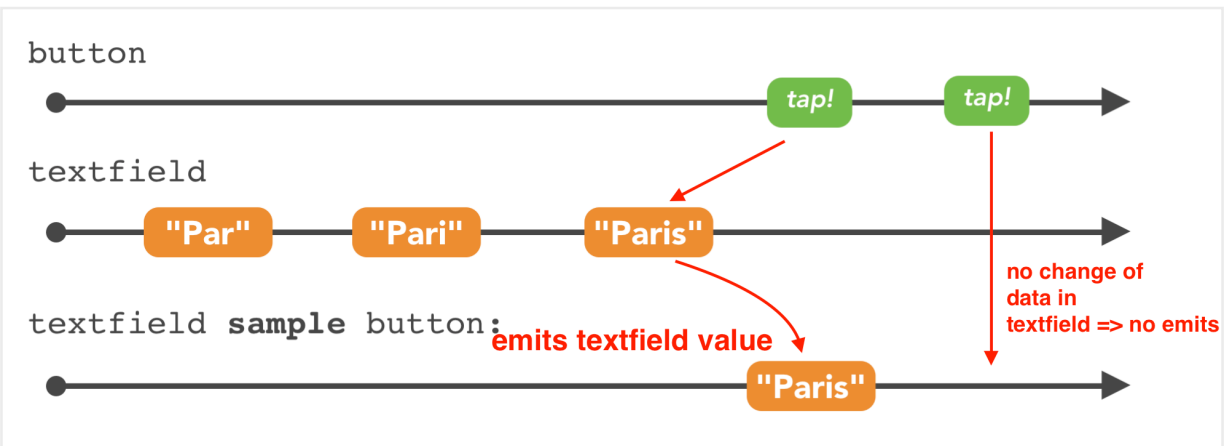 button
tap!
tap!
textfield
"Par"
"Pari"
"Paris"
no change of
data in
textfield => no emits
textfield sample button:
emits textfield value
"Paris"